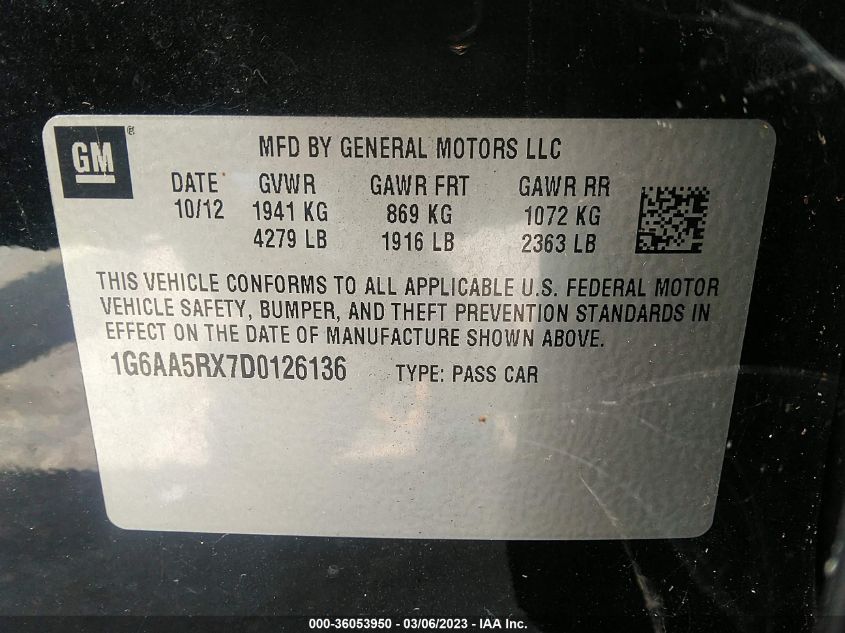 GM ®
MFD BY GENERAL MOTORS LLC
DATE GVWR GAWR FRT GAWR RR
10/12 1941 KG 869 KG 1072 KG
4279 LB 1916 LB 2363 LB
THIS VEHICLE CONFORMS TO ALL APPLICABLE U.S. FEDERAL MOTOR
VEHICLE SAFETY, BUMPER, AND THEFT PREVENTION STANDARDS IN
EFFECT ON THE DATE OF MANUFACTURE SHOWN ABOVE.
1G6AA5RX7D0126136 TYPE: PASS CAR
000-36053950 — 03/06/2023 — IAA Inc.